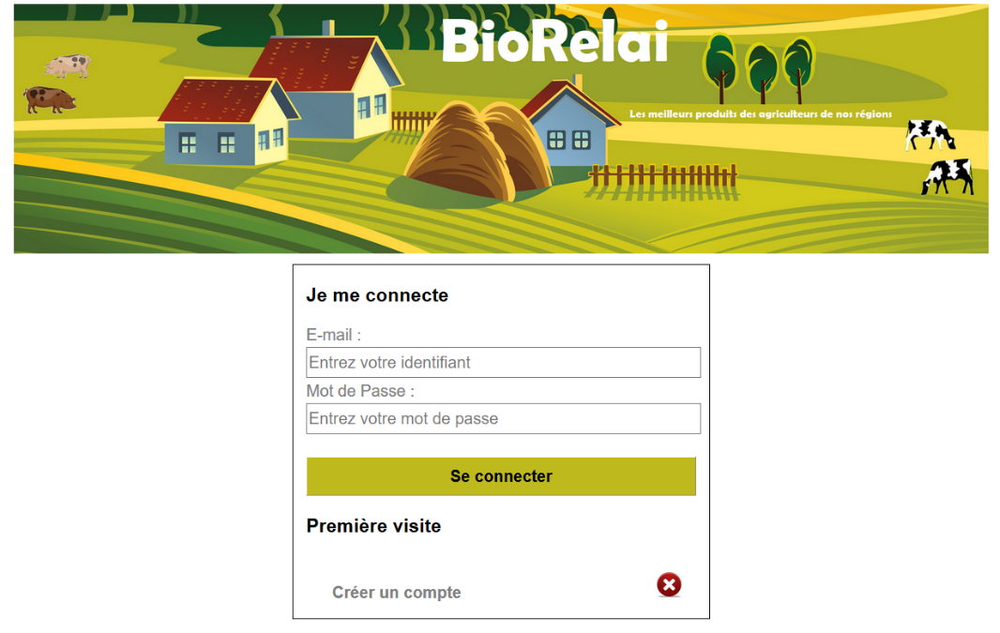 BioRelai
Les meilleurs produits des agriculteurs de nos régions
Je me connecte
E-mail :
Entrez votre identifiant
Mot de Passe :
Entrez votre mot de passe
Se connecter
Première visite
Créer un compte